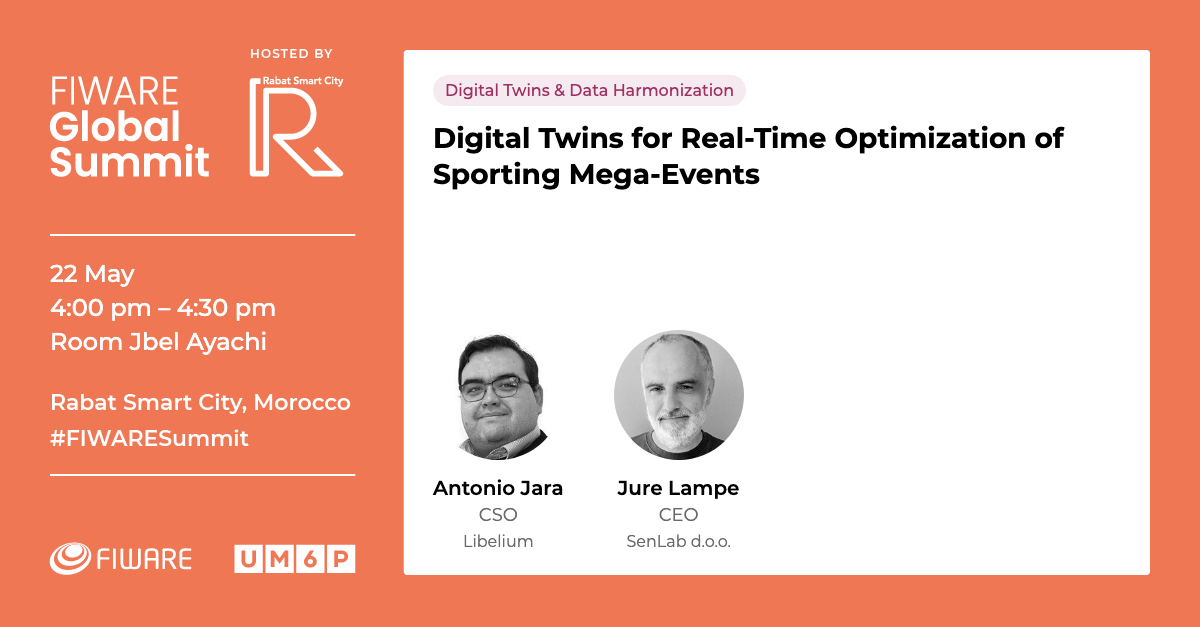 HOSTED BY
FIWARE
Global
Summit
Rabat Smart City
R
22 May
4:00 pm – 4:30 pm
Room Jbel Ayachi
Rabat Smart City, Morocco
#FIWARESummit
FIWARE
UM6P
Digital Twins & Data Harmonization
Digital Twins for Real-Time Optimization of
Sporting Mega-Events
Antonio Jara
CSO
Libelium
Jure Lampe
CEO
SenLab d.o.o.